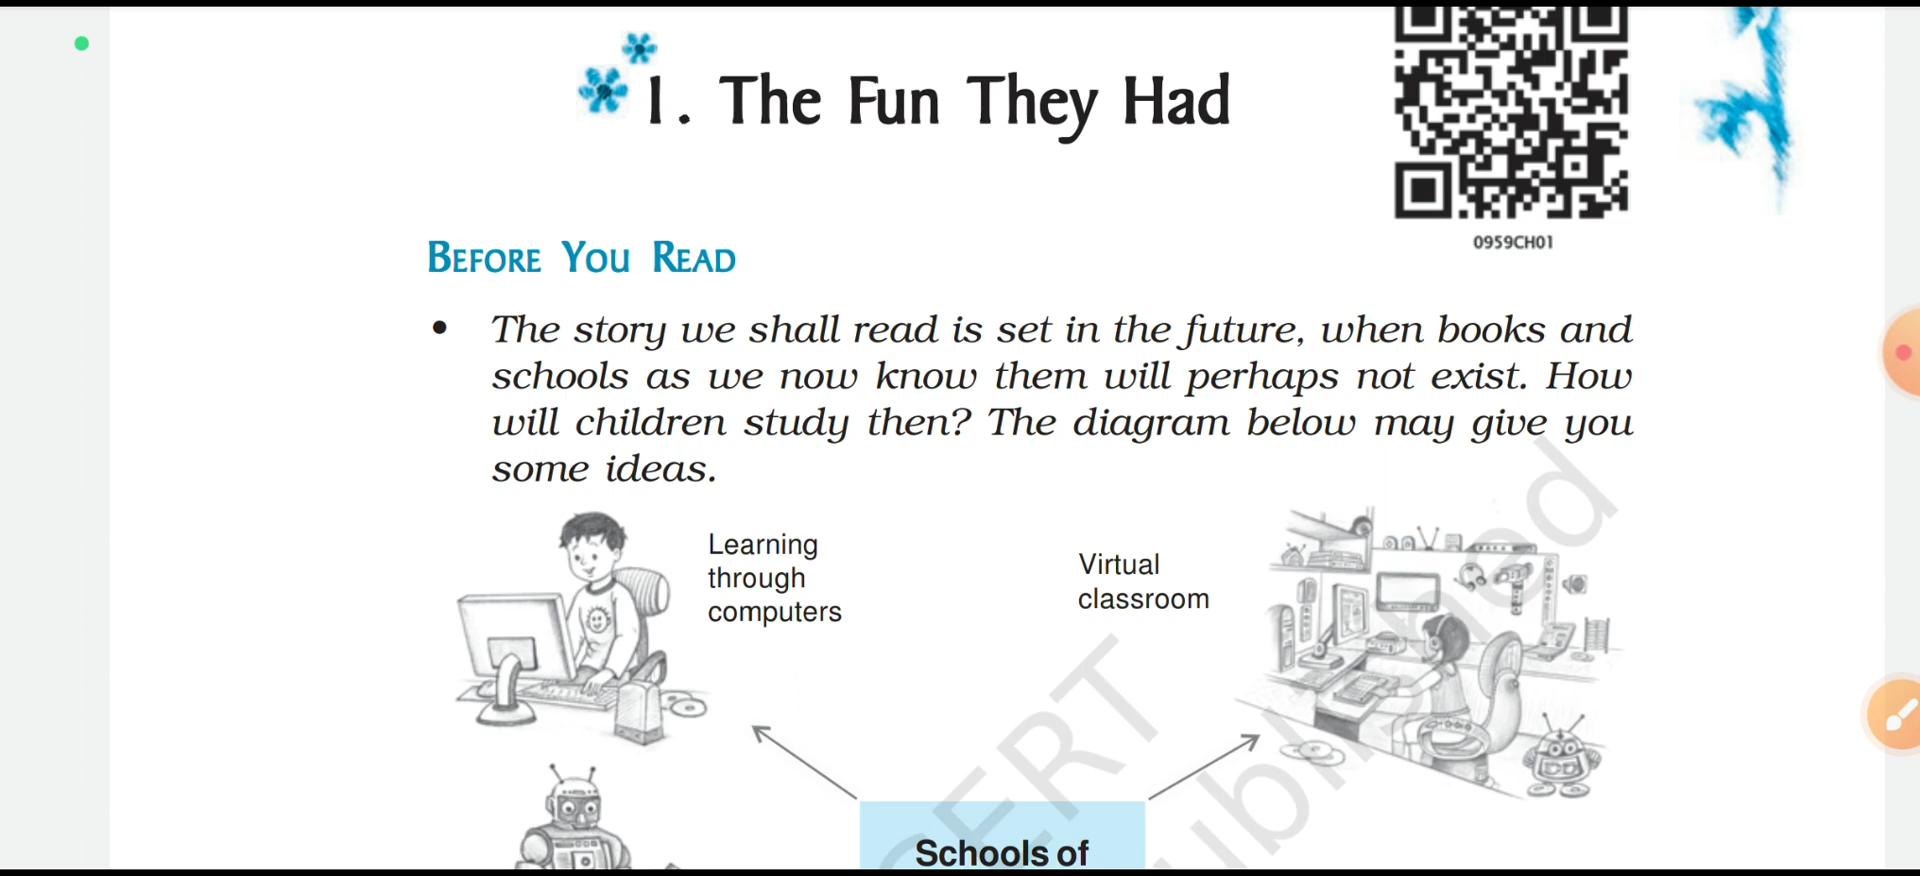 1. The Fun They Had
0959CH01
BEFORE YOU READ
• The story we shall read is set in the future, when books and
schools as we now know them will perhaps not exist. How
will children study then? The diagram below may give you
some ideas.
Learning
through
computers
Virtual
classroom
Schools of